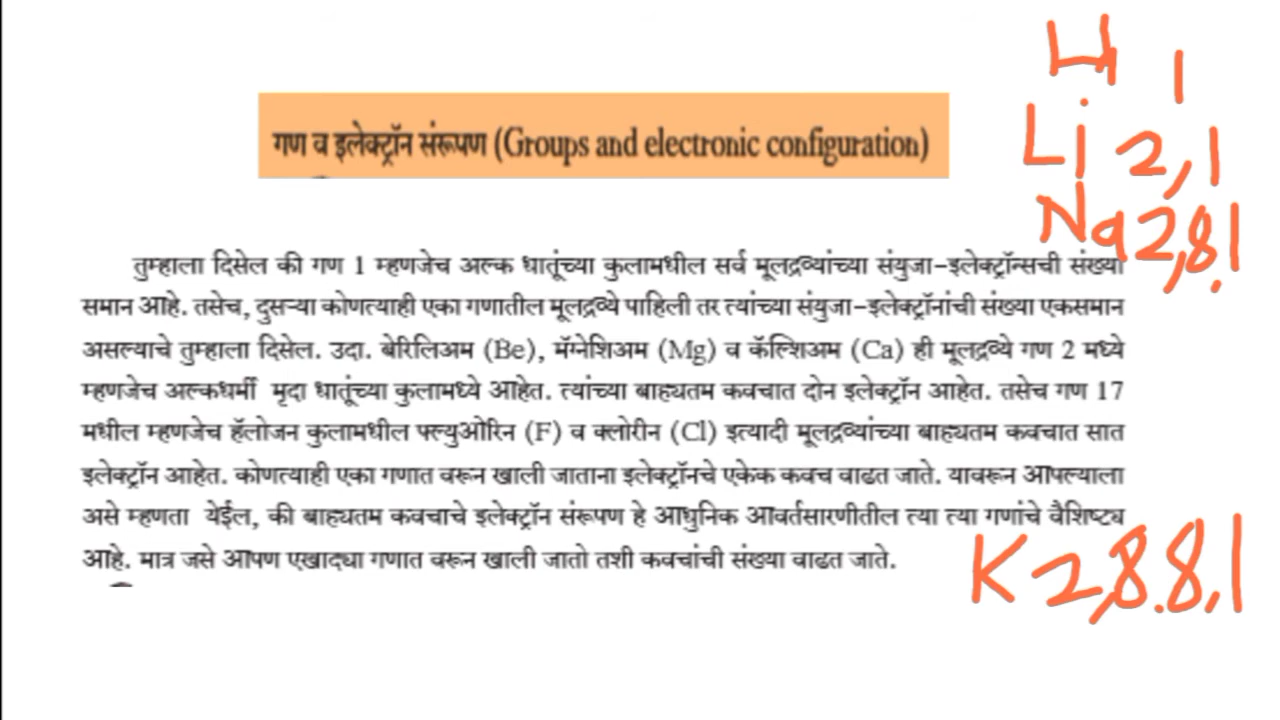 गण व इलेक्ट्रॉन संरूपण (Groups and electronic configuration)
H 1
Li 2,1
Na 2,8,1
तुम्हाला दिसेल की गण 1 म्हणजेच अल्क धातूंच्या कुलामधील सर्व मूलद्रव्यांच्या संयुजा-इलेक्ट्रॉन्सची संख्या
समान आहे. तसेच, दुसऱ्या कोणत्याही एका गणातील मूलद्रव्ये पाहिली तर त्यांच्या संयुजा-इलेक्ट्रॉनांची संख्या एकसमान
असल्याचे तुम्हाला दिसेल. उदा. बेरिलिअम (Be), मॅग्नेशिअम (Mg) व कॅल्शिअम (Ca) ही मूलद्रव्ये गण 2 मध्ये
म्हणजेच अल्कधर्मी मृदा धातूंच्या कुलामध्ये आहेत. त्यांच्या बाह्यतम कवचात दोन इलेक्ट्रॉन आहेत. तसेच गण 17
मधील म्हणजेच हॅलोजन कुलामधील फ्ल्युओरिन (F) व क्लोरीन (Cl) इत्यादी मूलद्रव्यांच्या बाह्यतम कवचात सात
इलेक्ट्रॉन आहेत. कोणत्याही एका गणात वरून खाली जाताना इलेक्ट्रॉनचे एकेक कवच वाढत जाते. यावरून आपल्याला
असे म्हणता येईल, की बाह्यतम कवचाचे इलेक्ट्रॉन संरूपण हे आधुनिक आवर्तसारणीतील त्या त्या गणांचे वैशिष्ट्य
आहे. मात्र जसे आपण एखाद्या गणात वरून खाली जातो तशी कवचांची संख्या वाढत जाते.
K 2,8.8,1